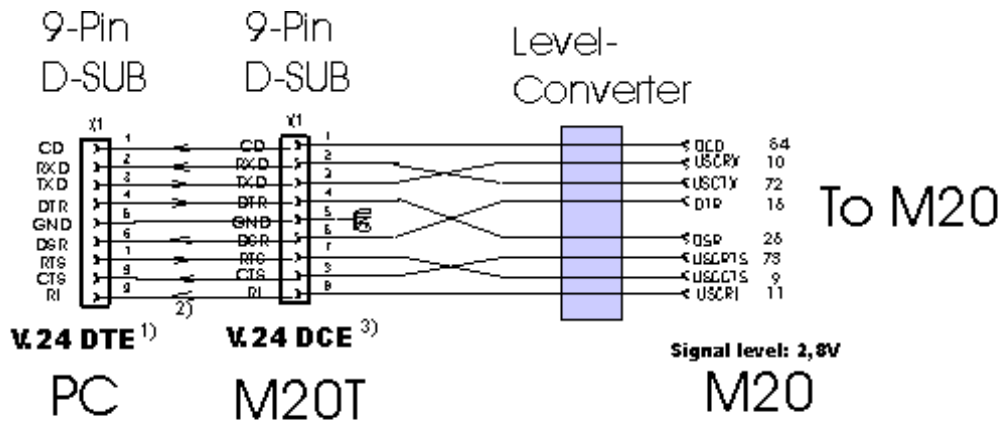 9-Pin
D-SUB
9-Pin
D-SUB
Level-
Converter
X1
X1
CD 1 CD 1 DCD 64
RXD 2 RXD 2 USCRX 10
TXD 3 TXD 3 USCTX 72
DTR 4 DTR 4 DTR 15
GND 5 GND 5
DSR 6 DSR 6 DSR 26
RTS 7 RTS 7 USCRTS 73
CTS CTS USCCTS 9
RI 9 RI USCRI 11
To M20
2)
V.24 DTE 1)
V.24 DCE 3)
Signal level: 2,8V
PC
M20T
M20